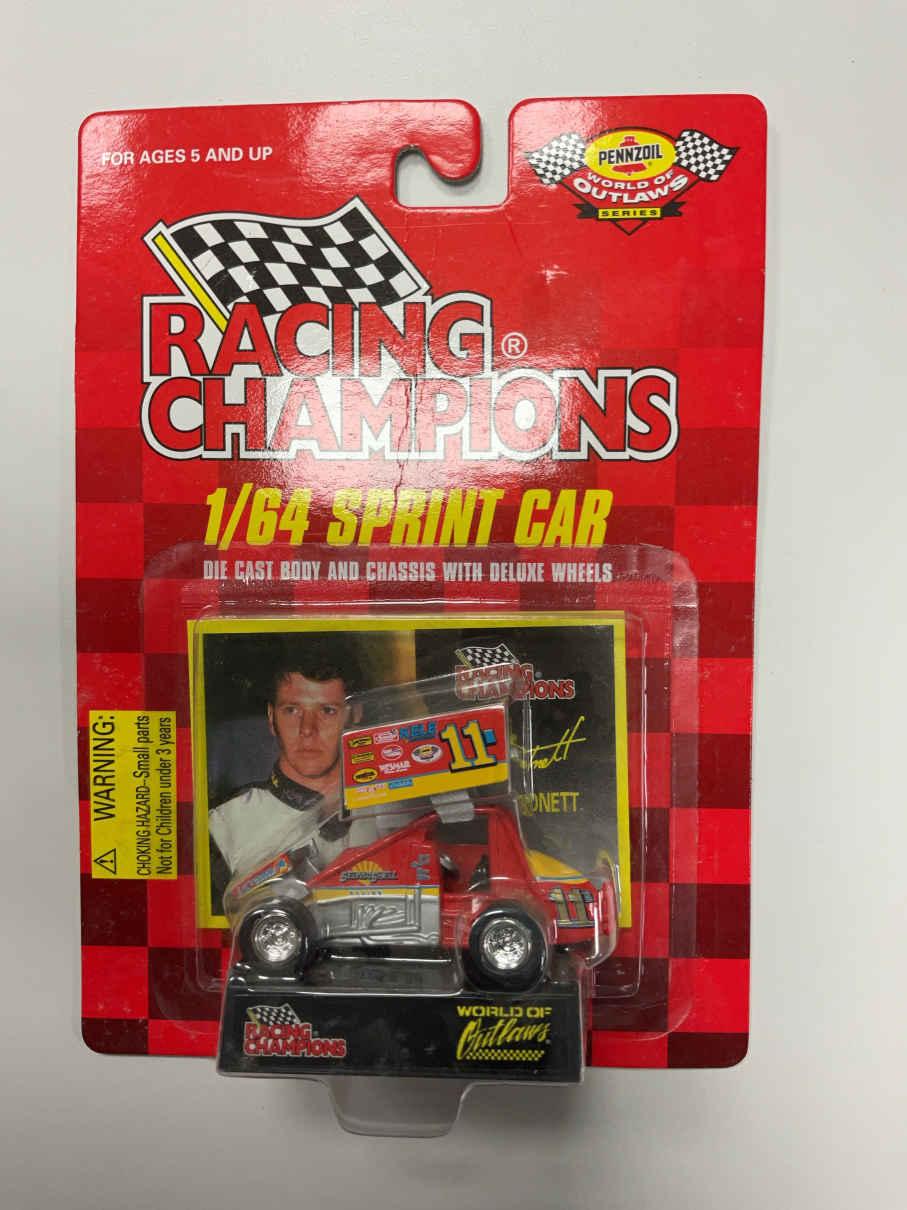 FOR AGES 5 AND UP
PENNZOIL
WORLD OF
OUTLAWS
SERIES
RACING ®
CHAMPIONS
1/64 SPRINT CAR
DIE CAST BODY AND CHASSIS WITH DELUXE WHEELS
RACING
CHAMPIONS
11
WARNING:
CHOKING HAZARD–Small parts
Not for Children under 3 years
11
RACING
CHAMPIONS
WORLD OF
Outlaws